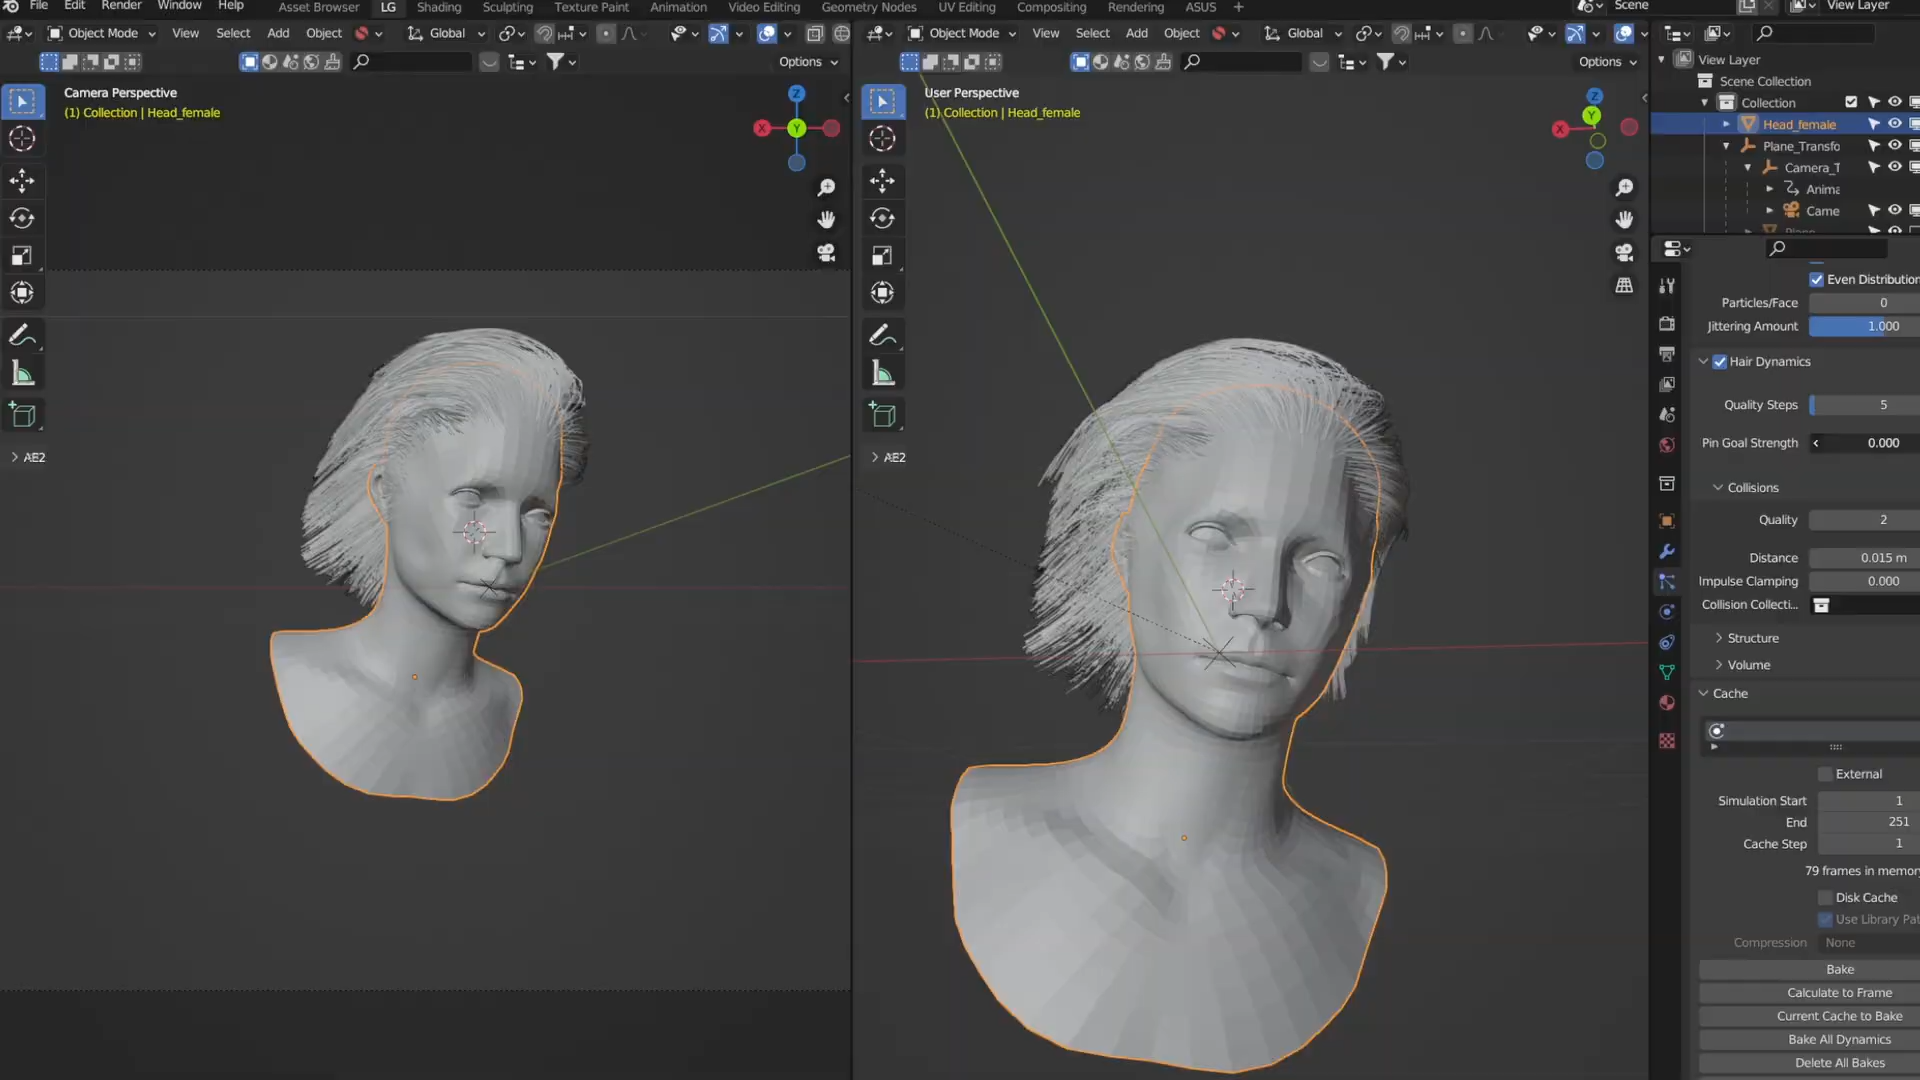 File Edit Render Window Help Asset Browser LG Shading Sculpting Texture Paint Animation Video Editing Geometry Nodes UV Editing Compositing Rendering ASUS + Scene View Layer
Object Mode View Select Add Object Global
Options
Camera Perspective
(1) Collection | Head_female
Z
X
Y
> AE2
Object Mode View Select Add Object Global
Options
User Perspective
(1) Collection | Head_female
Z
Y
X
> AE2
View Layer
Scene Collection
Collection
Head_female
Plane_Transfo
Camera_T
Anima
Came
Even Distribution
Particles/Face 0
Jittering Amount 1.000
Hair Dynamics
Quality Steps 5
Pin Goal Strength 0.000
Collisions
Quality 2
Distance 0.015 m
Impulse Clamping 0.000
Collision Collecti...
Structure
Volume
Cache
External
Simulation Start 1
End 251
Cache Step 1
79 frames in memory
Disk Cache
Use Library Pat
Compression None
Bake
Calculate to Frame
Current Cache to Bake
Bake All Dynamics
Delete All Bakes